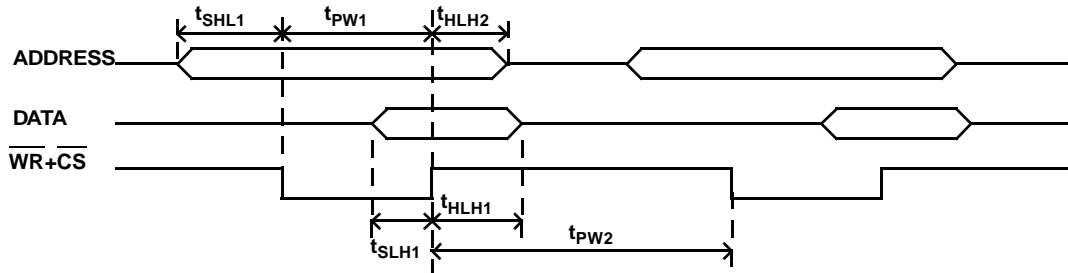 tSHL1 tPW1 tHLH2
ADDRESS
DATA
WR+CS
tHLH1
tSLH1
tPW2